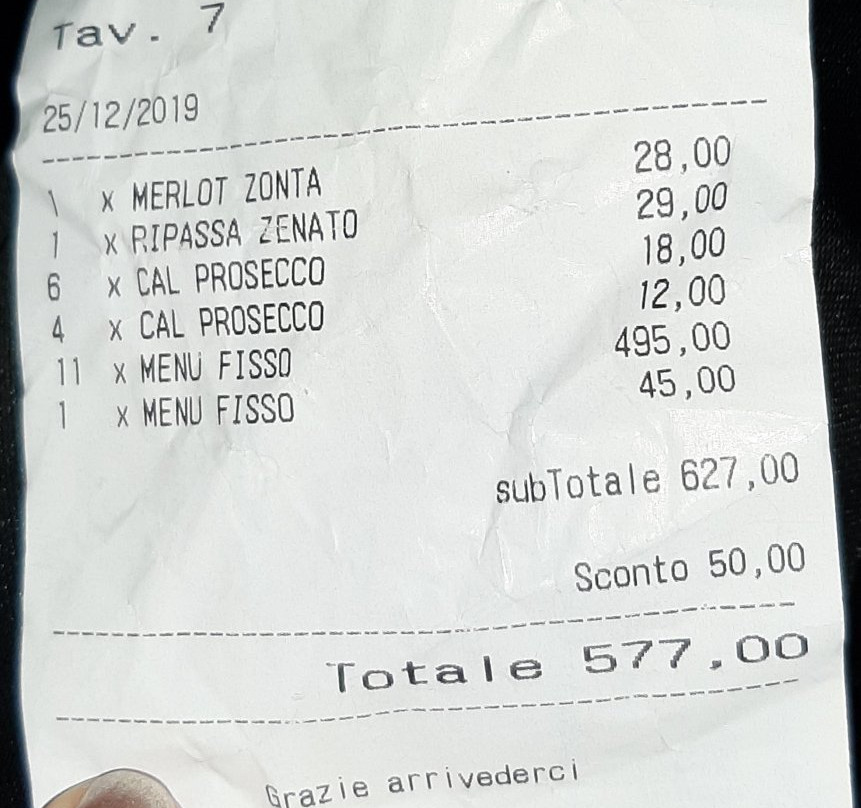 Tav. 7
25/12/2019
1 x MERLOT ZONTA 28,00
1 x RIPASSA ZENATO 29,00
6 x CAL PROSECCO 18,00
4 x CAL PROSECCO 12,00
11 x MENU FISSO 495,00
1 x MENU FISSO 45,00
subTotale 627,00
Sconto 50,00
Totale 577,00
Grazie arrivederci